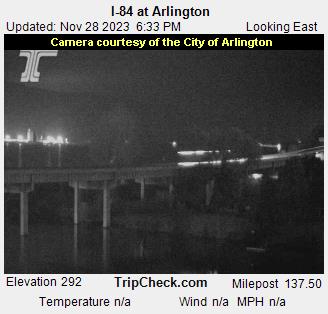 I-84 at Arlington
Updated: Nov 28 2023 6:33 PM Looking East
Camera courtesy of the City of Arlington
Elevation 292 TripCheck.com Milepost 137.50
Temperature n/a Wind n/a MPH n/a